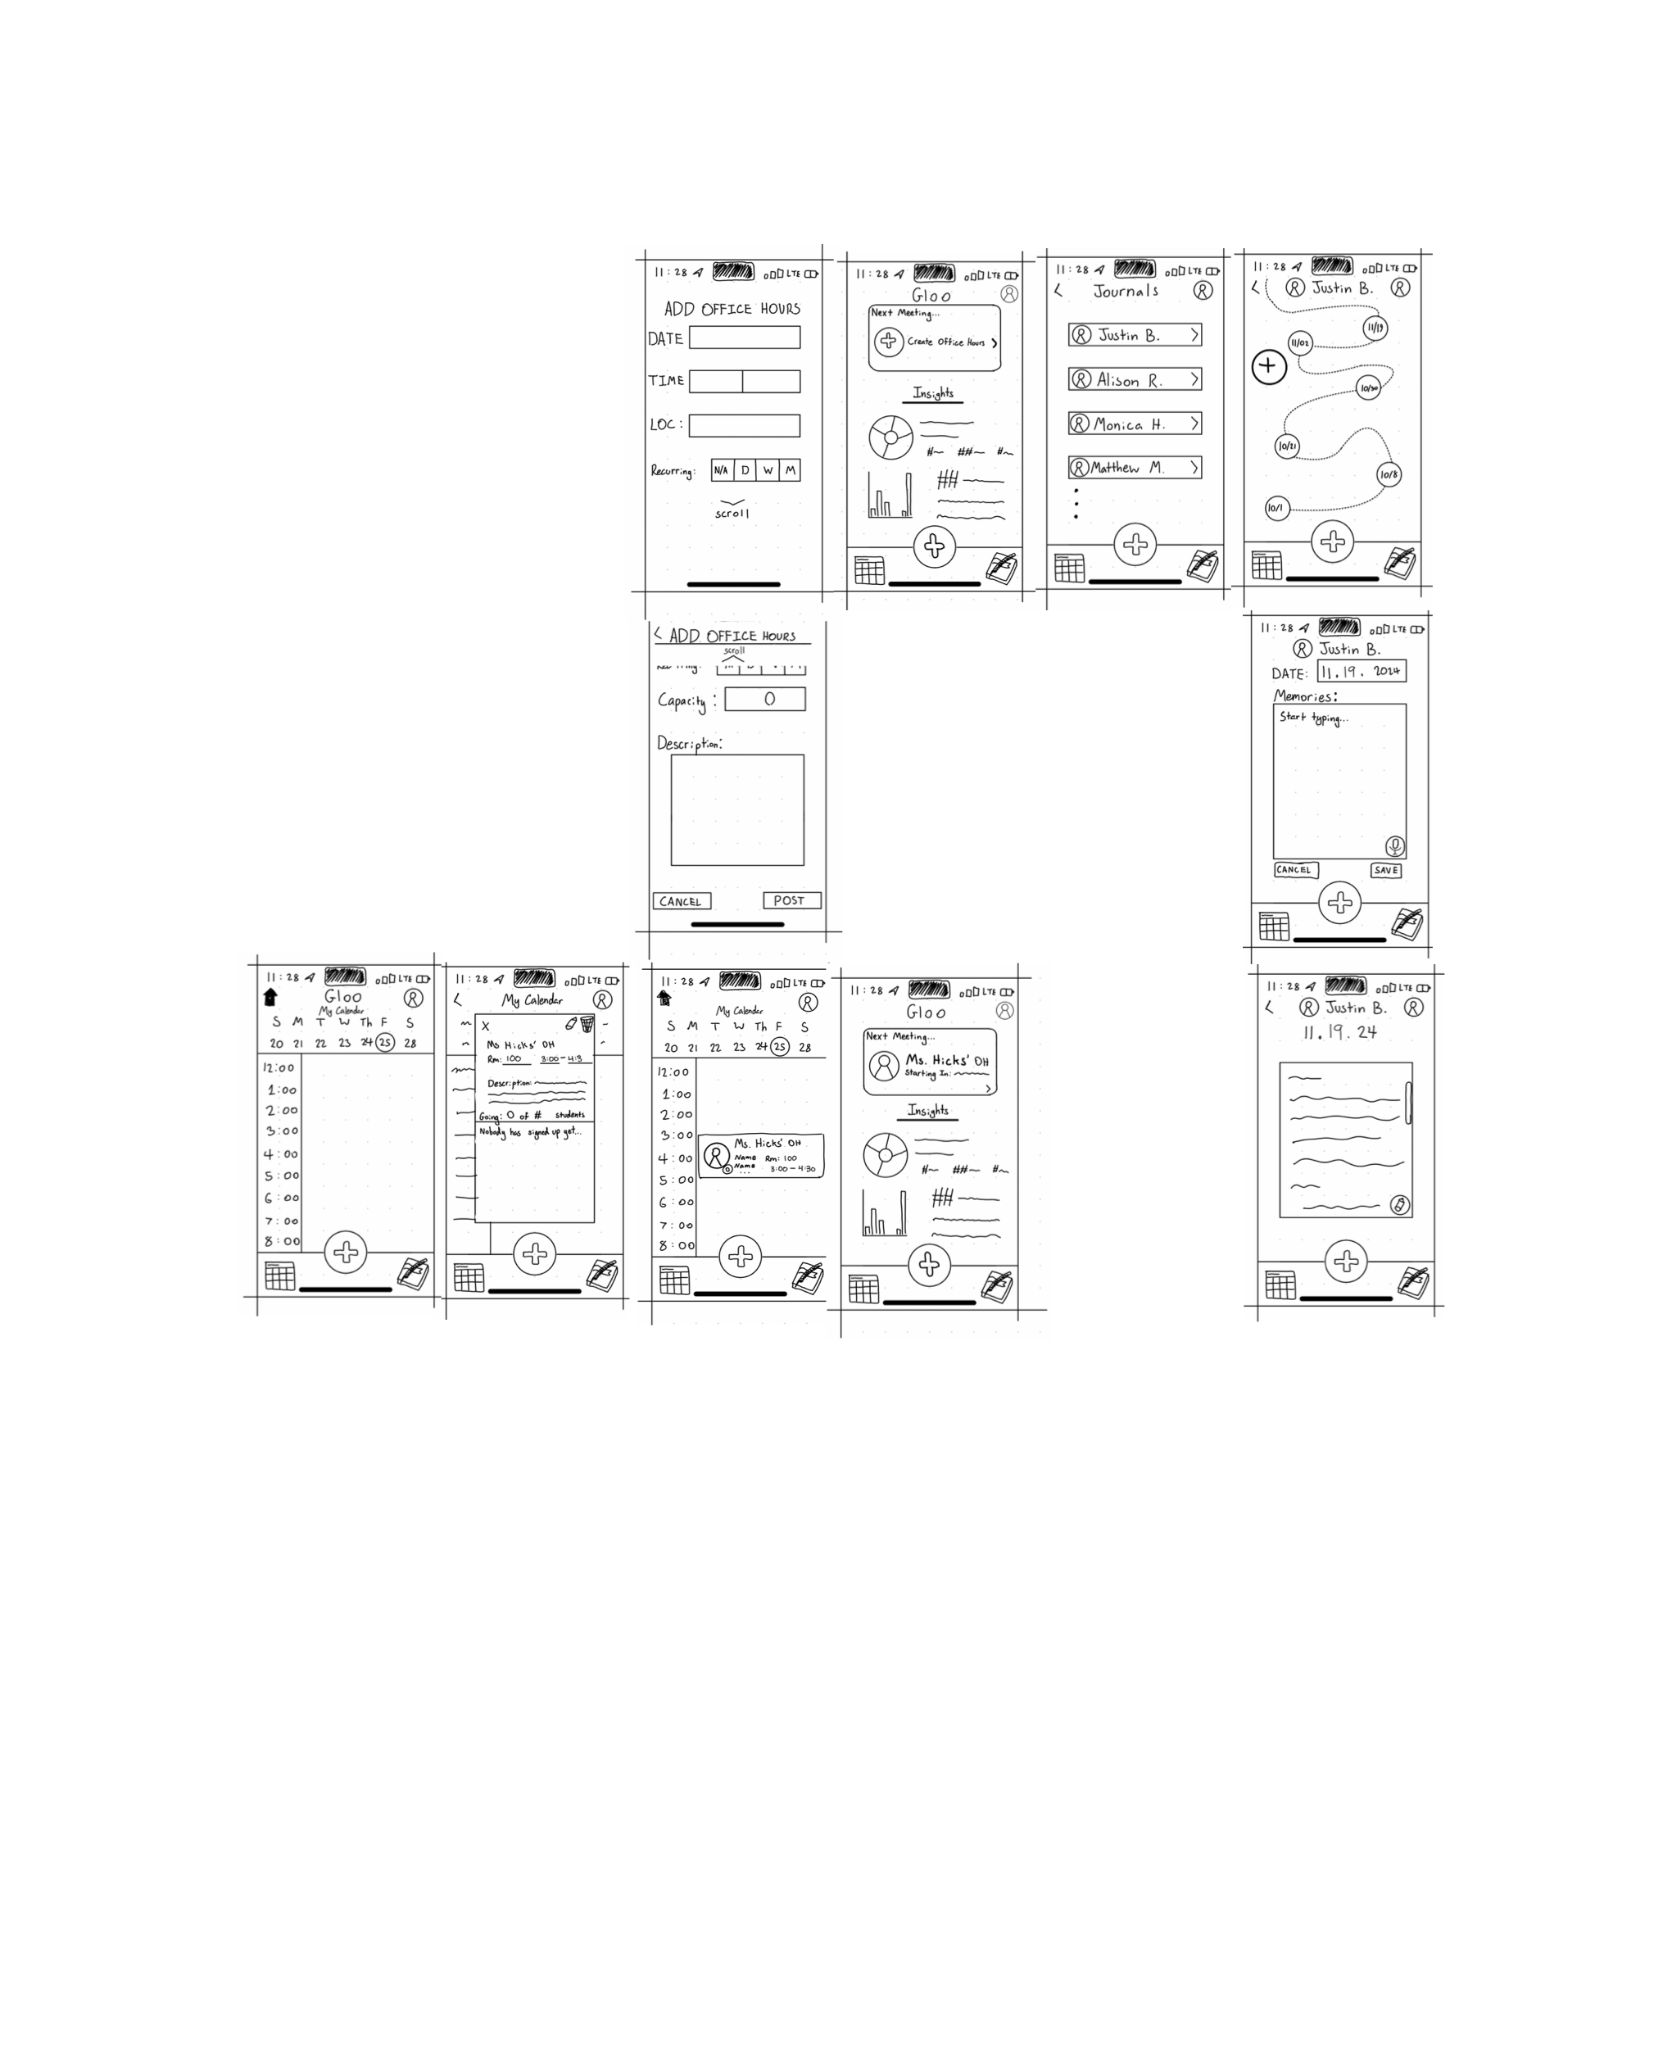 11:28 LTE
ADD OFFICE HOURS
DATE
TIME
LOC:
Recurring: N/A D W M
scroll
11:28 LTE
Gloo
Next Meeting...
Create Office Hours >
Insights
#~ ##~ #~
##
11:28 LTE
< Journals
Justin B. >
Alison R. >
Monica H. >
Matthew M. >
11:28 LTE
< Justin B.
11/19
11/02
10/30
10/21
10/8
10/1
< ADD OFFICE HOURS
scroll
Capacity: 0
Description:
CANCEL POST
11:28 LTE
Justin B.
DATE: 11.19.2024
Memories:
Start typing...
CANCEL SAVE
11:28 LTE
Gloo
My Calendar
S M T W Th F S
20 21 22 23 24 25 28
12:00
1:00
2:00
3:00
4:00
5:00
6:00
7:00
8:00
11:28 LTE
< My Calendar
X
Ms Hicks' OH
Rm: 100 3:00-4:3
Description:
Going: 0 of # students
Nobody has signed up yet...
11:28 LTE
My Calendar
S M T W Th F S
20 21 22 23 24 25 28
12:00
1:00
2:00
3:00
4:00
5:00
6:00
7:00
8:00
Ms. Hicks' OH
Name Rm: 100
Name ... 3:00-4:30
11:28 LTE
Gloo
Next Meeting...
Ms. Hicks' OH
Starting In:
>
Insights
#~ ##~ #~
##
11:28 LTE
< Justin B.
11.19.24